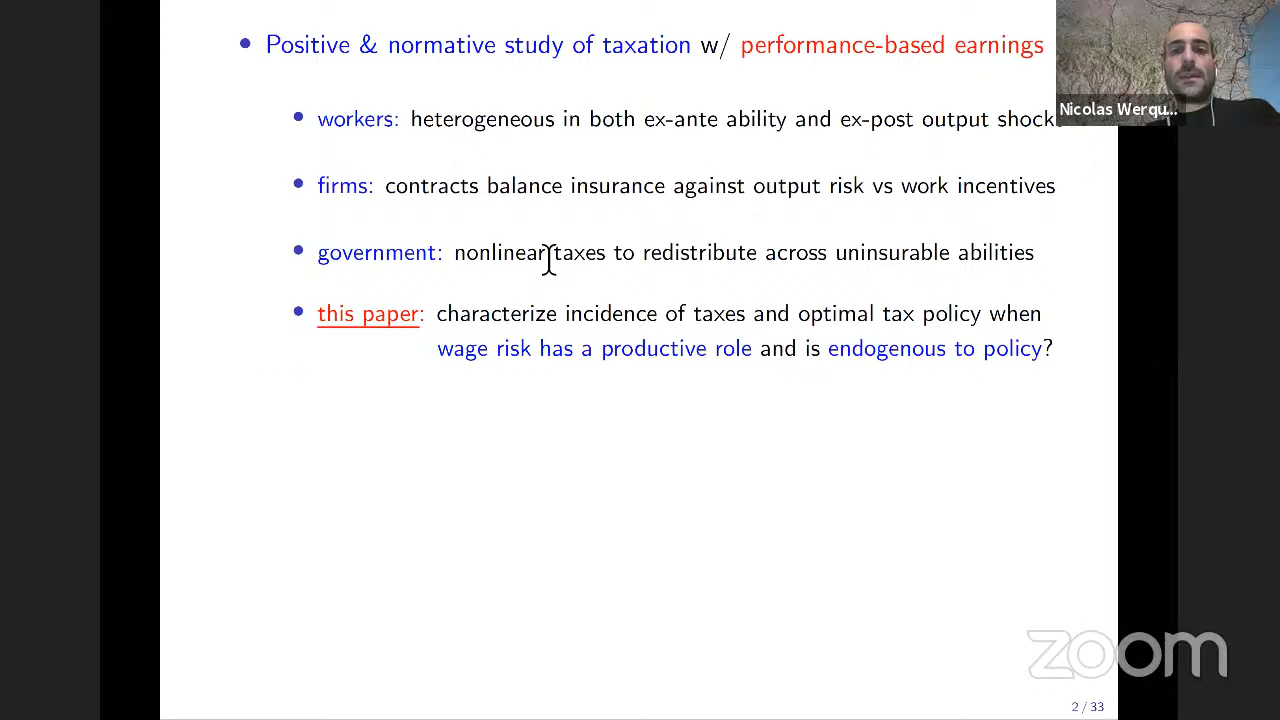 Positive & normative study of taxation w/ performance-based earnings
workers: heterogeneous in both ex-ante ability and ex-post output shock
firms: contracts balance insurance against output risk vs work incentives
government: nonlinear taxes to redistribute across uninsurable abilities
this paper: characterize incidence of taxes and optimal tax policy when
wage risk has a productive role and is endogenous to policy?
Nicolas Werqu...
zoom
2 / 33